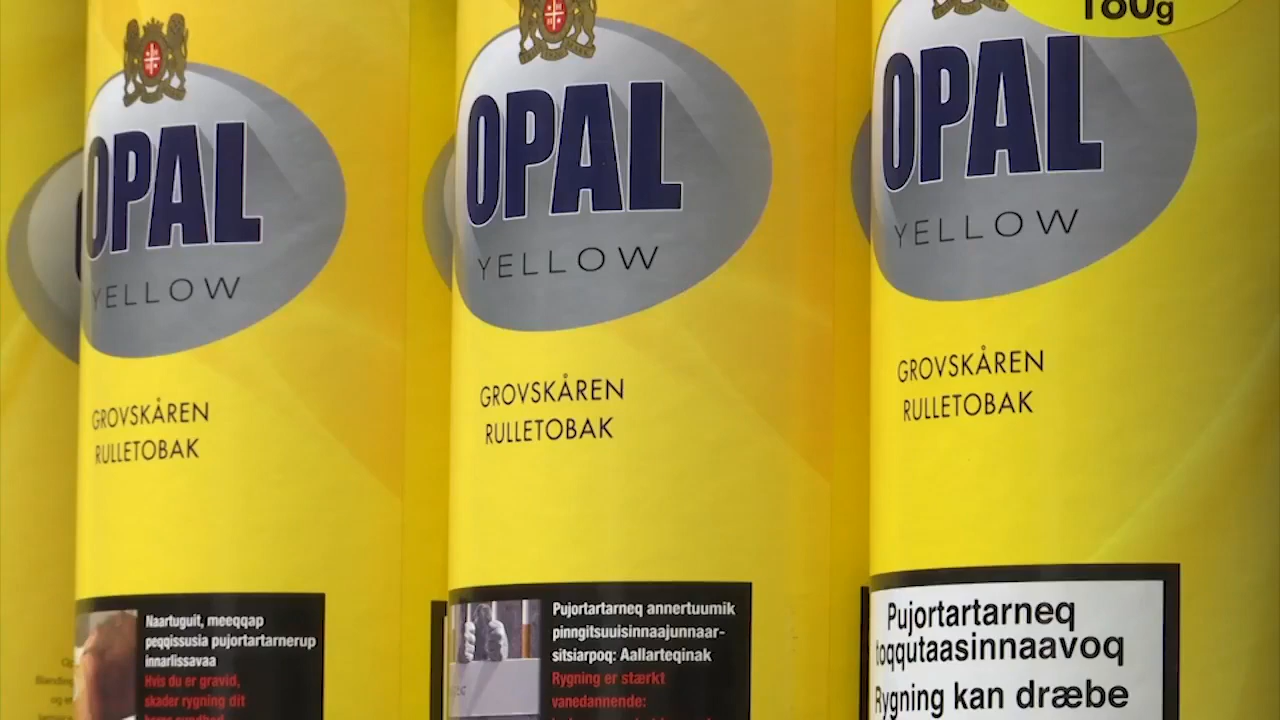 OPAL
YELLOW
GROVSKÅREN
RULLETOBAK
Naartuguit, meeqqap
peqqissusia pujortartarnerup
innarlissavaa
Hvis du er gravid,
skader rygning dit
OPAL
YELLOW
GROVSKÅREN
RULLETOBAK
Pujortartarneq annertuumik
pinngitsuuisinnaajunnaar-
sitsiarpoq: Aallarteqinak
Rygning er stærkt
vanedannende:
180g
OPAL
YELLOW
GROVSKÅREN
RULLETOBAK
Pujortartarneq
toqqutaasinnaavoq
Rygning kan dræbe